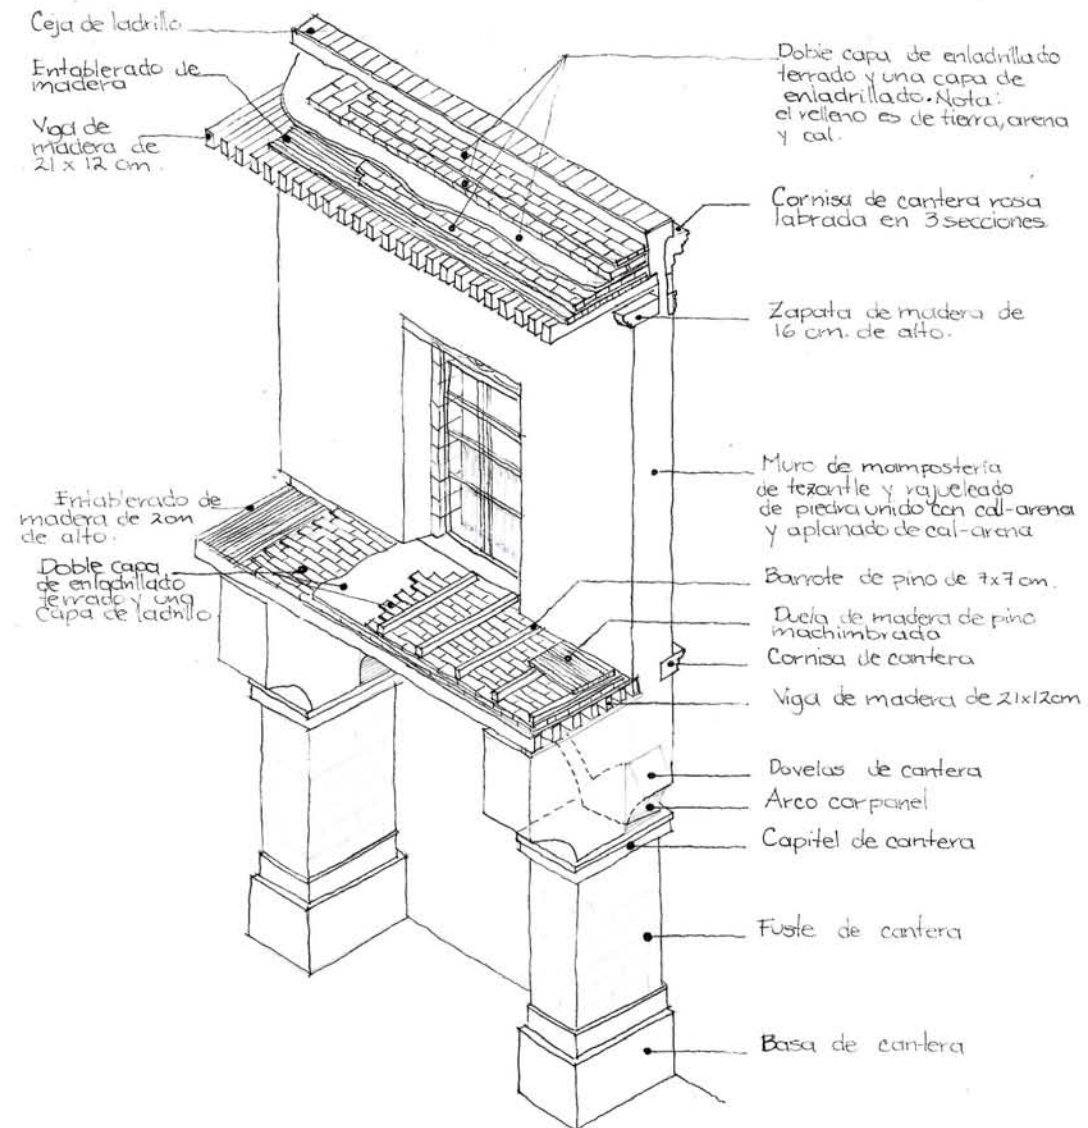 Ceja de ladrillo
Entablerado de
madera
Viga de
madera de
21 x 12 cm.
Entablerado de
madera de 2cm
de alto.
Doble capa
de enladrillado
terrado y una
capa de ladrillo
Doble capa de enladrillado
terrado y una capa de
enladrillado. Nota:
el relleno es de tierra, arena
y cal.
Cornisa de cantera rosa
labrada en 3 secciones
Zapata de madera de
16 cm. de alto.
Muro de mampostería
de tezontle y rajueleado
de piedra unido con cal-arena
y aplanado de cal-arena
Barrote de pino de 7x7 cm.
Duela de madera de pino
machimbrada
Cornisa de cantera
Viga de madera de 21x12cm
Dovelas de cantera
Arco carpanel
Capitel de cantera
Fuste de cantera
Basa de cantera